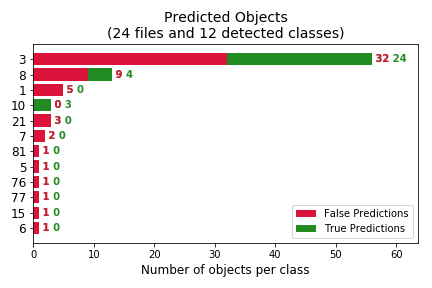 Predicted Objects
(24 files and 12 detected classes)
3 32 24
8 9 4
1 5 0
10 0 3
21 3 0
7 2 0
81 1 0
5 1 0
76 1 0
77 1 0
15 1 0
6 1 0
False Predictions
True Predictions
0 10 20 30 40 50 60
Number of objects per class